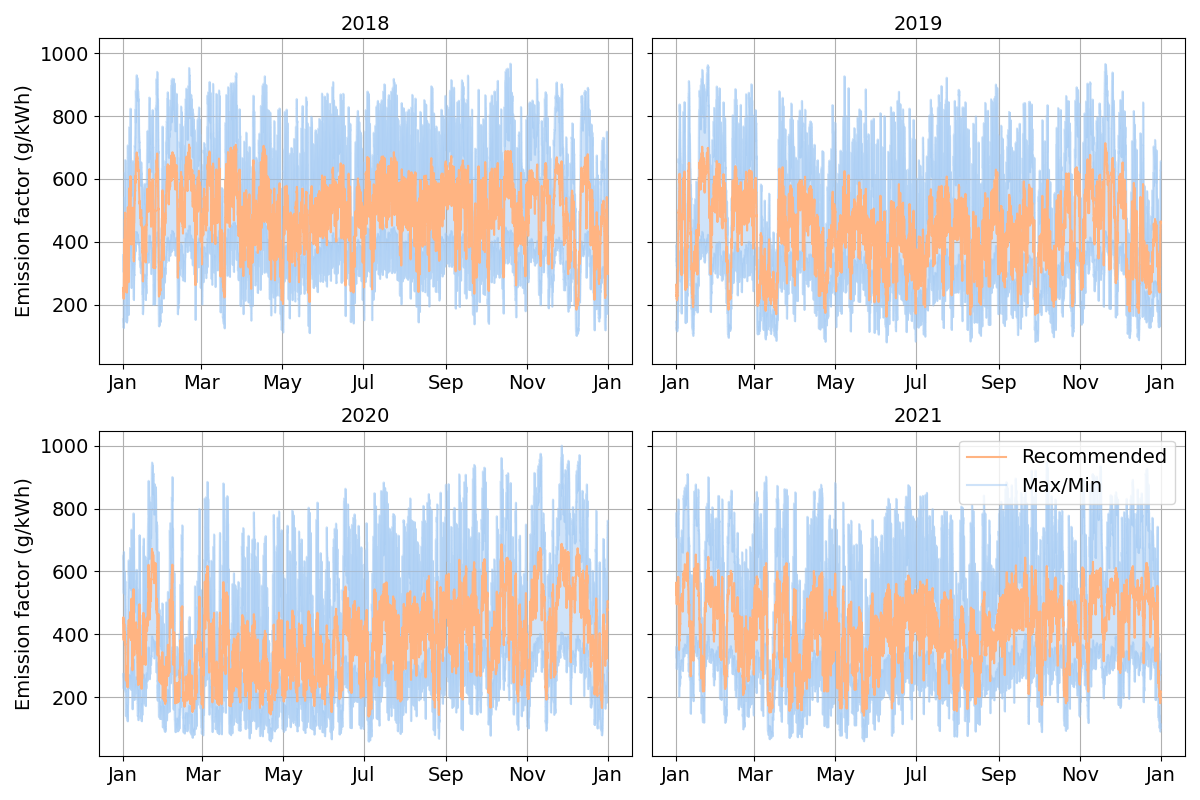 2018
2019
Emission factor (g/kWh)
1000
800
600
400
200
Jan Mar May Jul Sep Nov Jan
Jan Mar May Jul Sep Nov Jan
2020
2021
Emission factor (g/kWh)
1000
800
600
400
200
Recommended
Max/Min
Jan Mar May Jul Sep Nov Jan
Jan Mar May Jul Sep Nov Jan